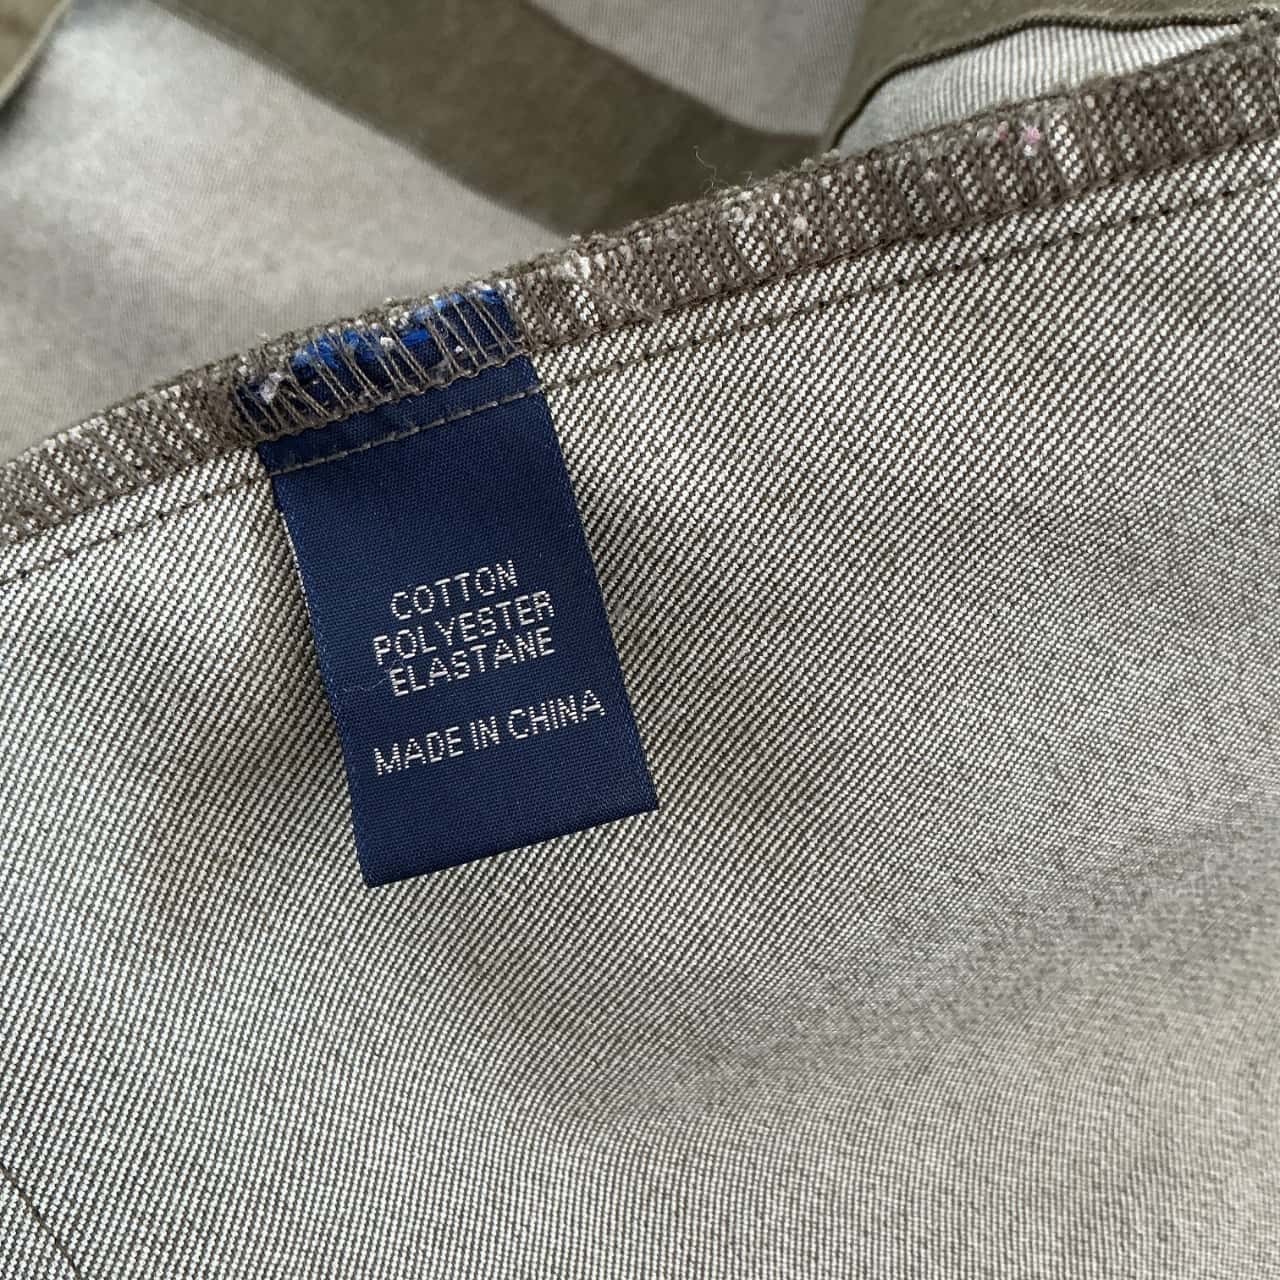 COTTON
POLYESTER
ELASTANE
MADE IN CHINA